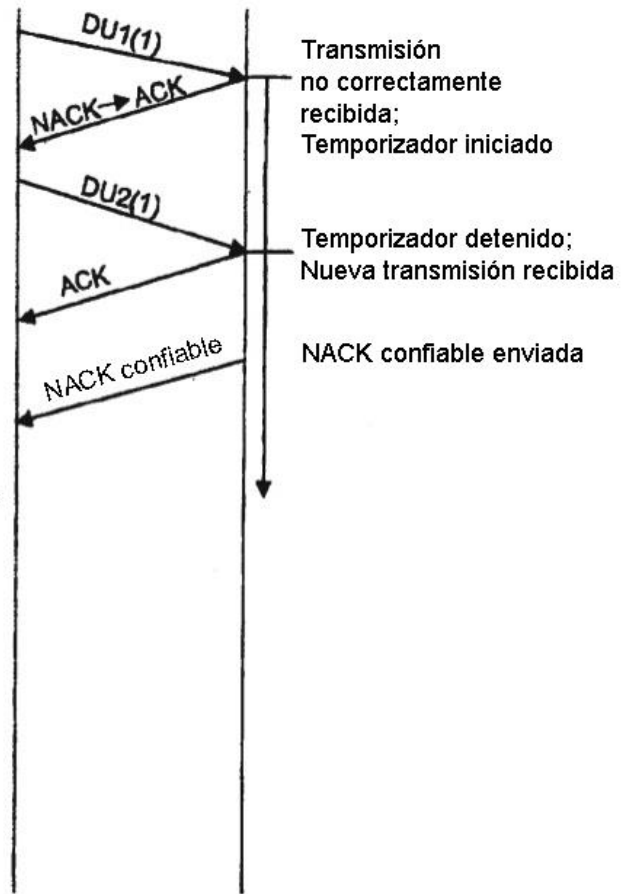 DU1(1)
Transmisión
no correctamente
recibida;
Temporizador iniciado
NACK→ACK
DU2(1)
Temporizador detenido;
Nueva transmisión recibida
ACK
NACK confiable
NACK confiable enviada